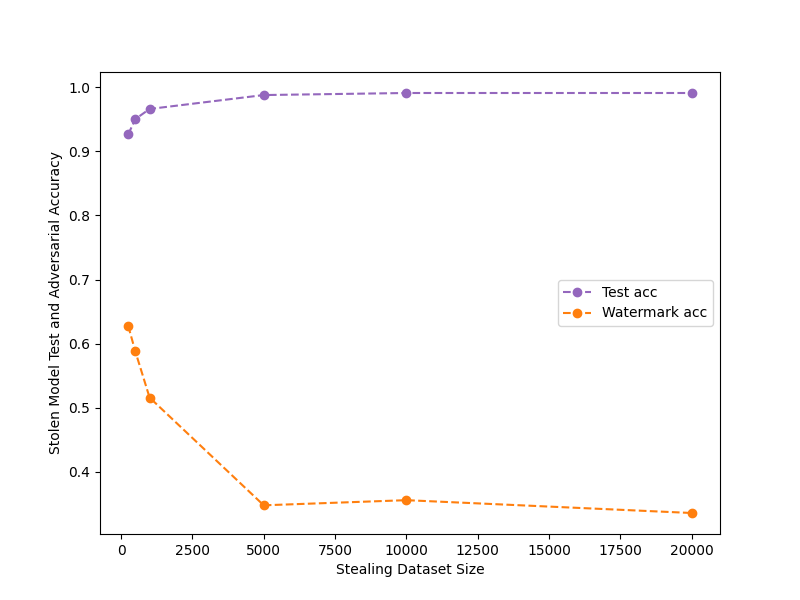 1.0
0.9
0.8
0.7
0.6
0.5
0.4
Stolen Model Test and Adversarial Accuracy
Test acc
Watermark acc
0 2500 5000 7500 10000 12500 15000 17500 20000
Stealing Dataset Size